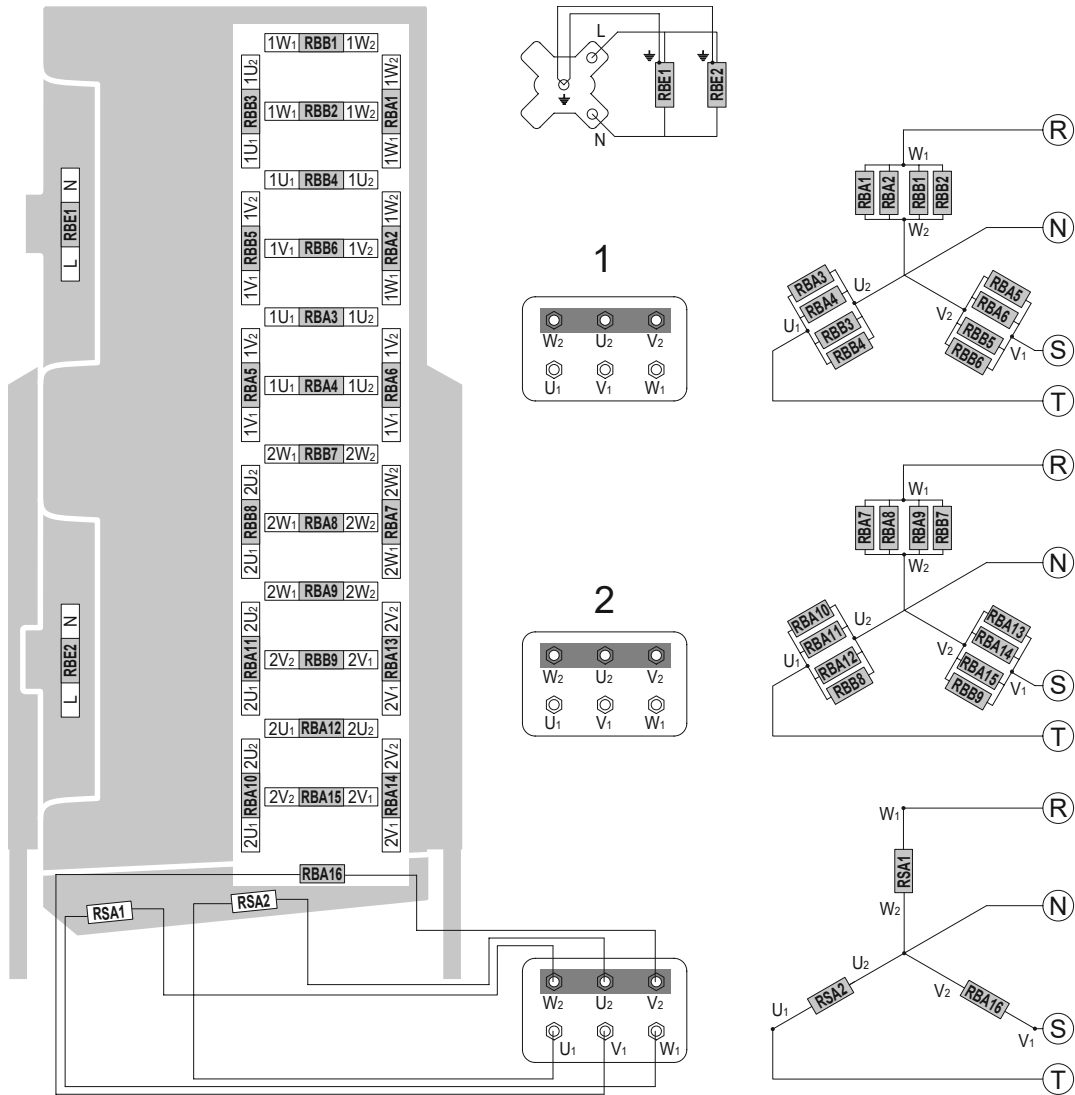 1W1 RBB1 1W2
1U2
RBB3
1U1
1W2
RBA1
1W1
1W1 RBB2 1W2
1U1 RBB4 1U2
1V2
RBB5
1V1
1W2
RBA2
1W1
1V1 RBB6 1V2
1U1 RBA3 1U2
1V2
RBA5
1V1
1V2
RBA6
1V1
1U1 RBA4 1U2
2W1 RBB7 2W2
2U2
RBB8
2U1
2W2
RBA7
2W1
2W1 RBA8 2W2
2W1 RBA9 2W2
2U2
RBA11
2U1
2V2
RBA13
2V1
2V2 RBB9 2V1
2U1 RBA12 2U2
2U2
RBA10
2U1
2V2
RBA14
2V1
2V2 RBA15 2V1
RBA16
RSA1
RSA2
L RBE1 N
L RBE2 N
L
N
RBE1
RBE2
1
W2 U2 V2
U1 V1 W1
2
W2 U2 V2
U1 V1 W1
W2 U2 V2
U1 V1 W1
R
W1
RBA1 RBA2 RBB1 RBB2
W2
N
RBA3
RBA4
RBB3
RBB4
U2
U1
RBA5
RBA6
RBB5
RBB6
V2
V1
S
T
R
W1
RBA7 RBA8 RBA9 RBB7
W2
N
RBA10
RBA11
RBA12
RBB8
U2
U1
RBA13
RBA14
RBA15
RBB9
V2
V1
S
T
R
W1
RSA1
W2
N
U2
RSA2
U1
V2
RBA16
V1
S
T